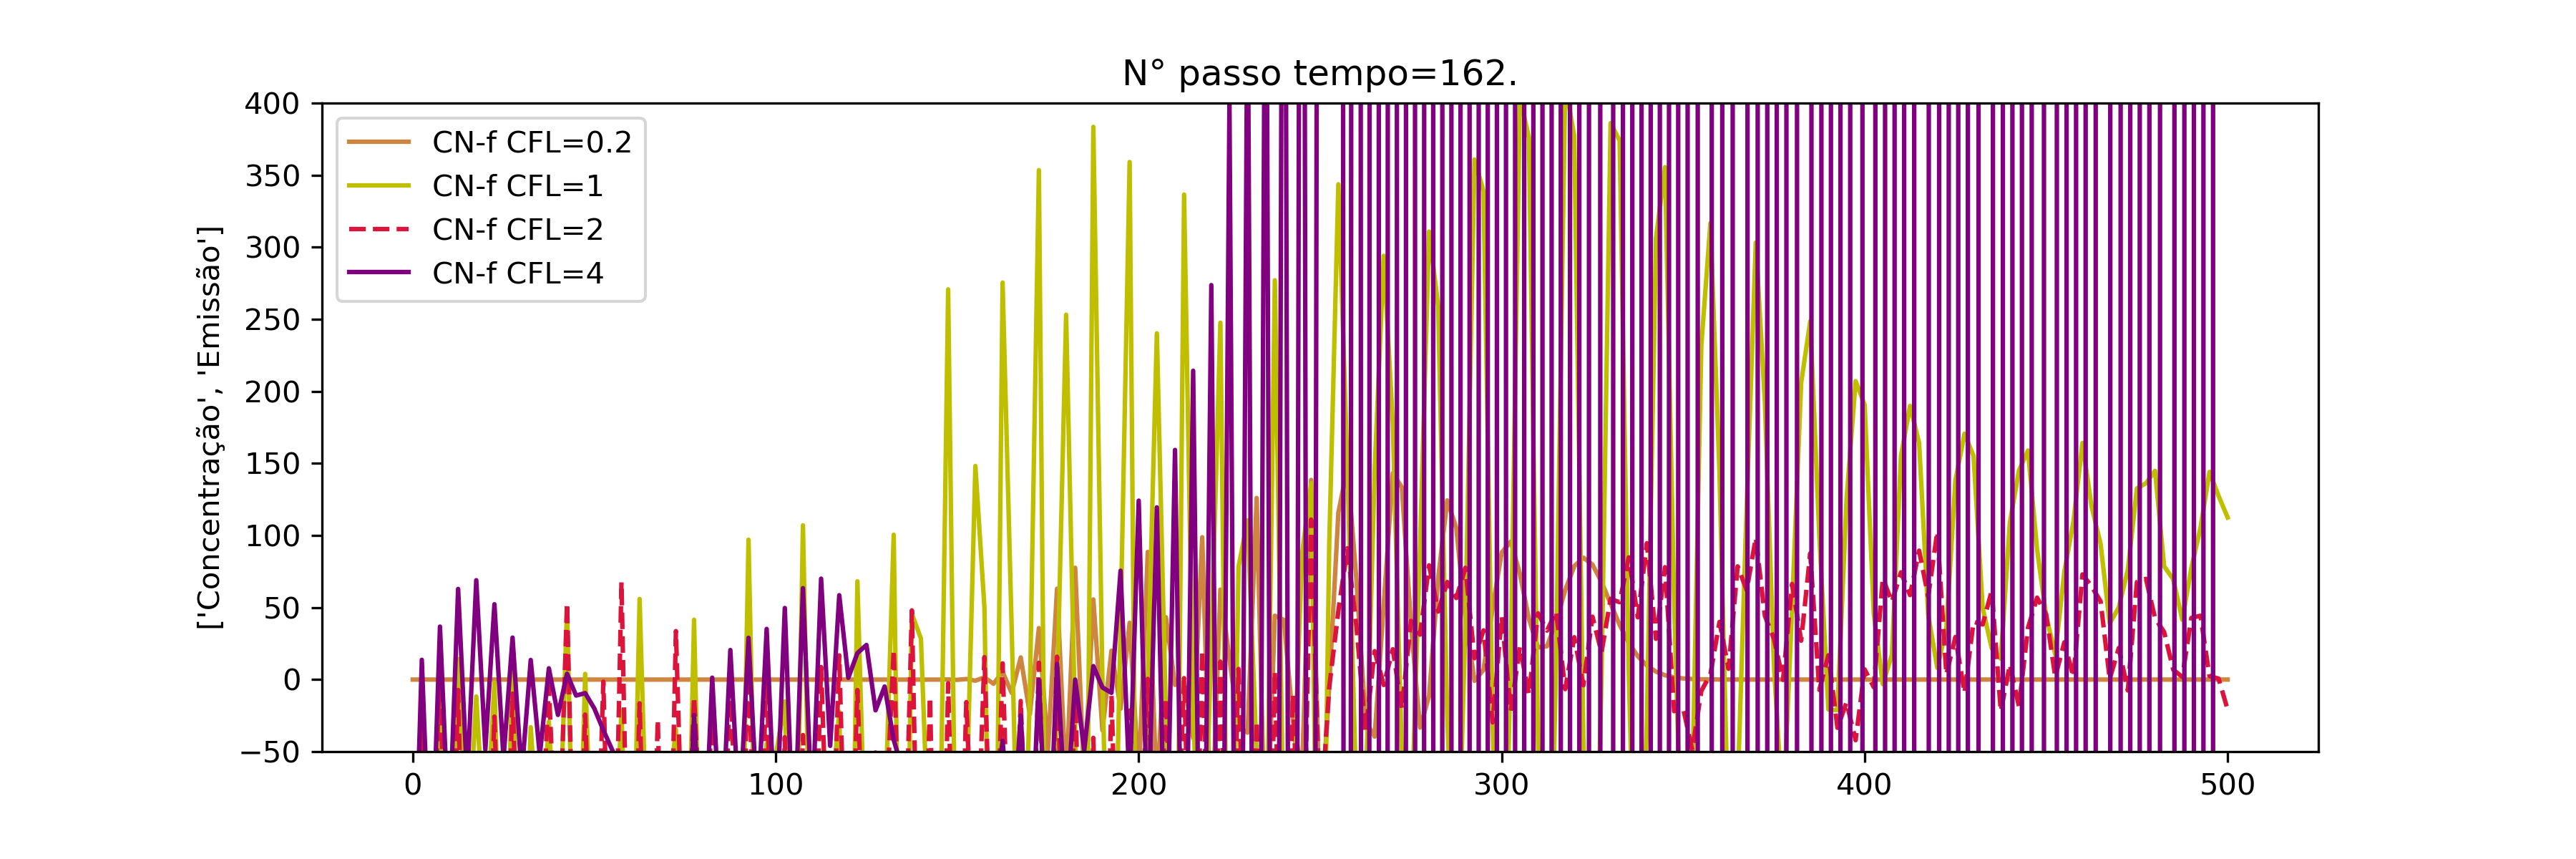 N° passo tempo=162.
400
350
300
250
200
150
100
50
0
−50
['Concentração', 'Emissão']
CN-f CFL=0.2
CN-f CFL=1
CN-f CFL=2
CN-f CFL=4
0 100 200 300 400 500